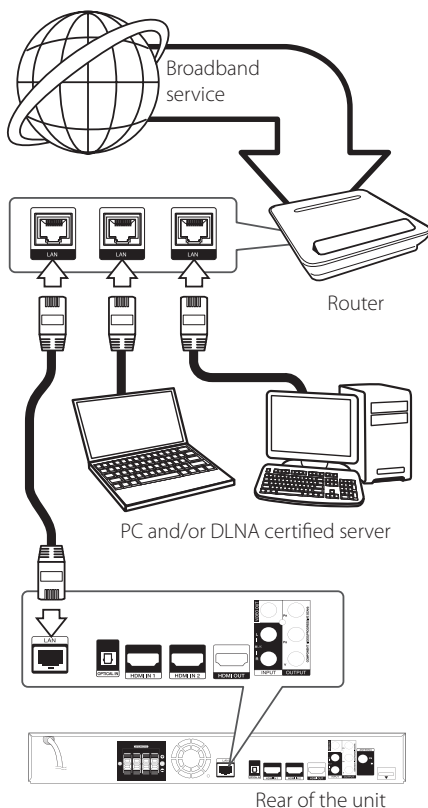 Broadband
service
LAN
LAN
LAN
Router
PC and/or DLNA certified server
LAN
OPTICAL IN
HDMI IN 1
HDMI IN 2
HDMI OUT
INPUT
OUTPUT
Rear of the unit